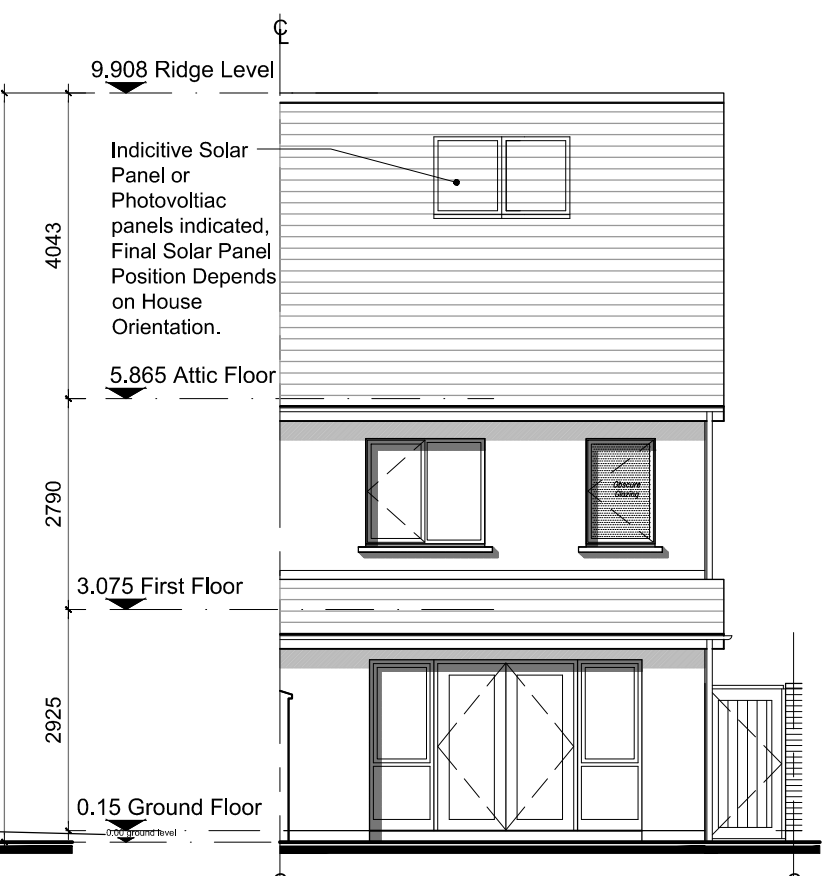 ℄
9.908 Ridge Level
Indicitive Solar
Panel or
Photovoltiac
panels indicated,
Final Solar Panel
Position Depends
on House
Orientation.
4043
5.865 Attic Floor
2790
Obscure
Glazing
3.075 First Floor
2925
0.15 Ground Floor
0.00 ground level